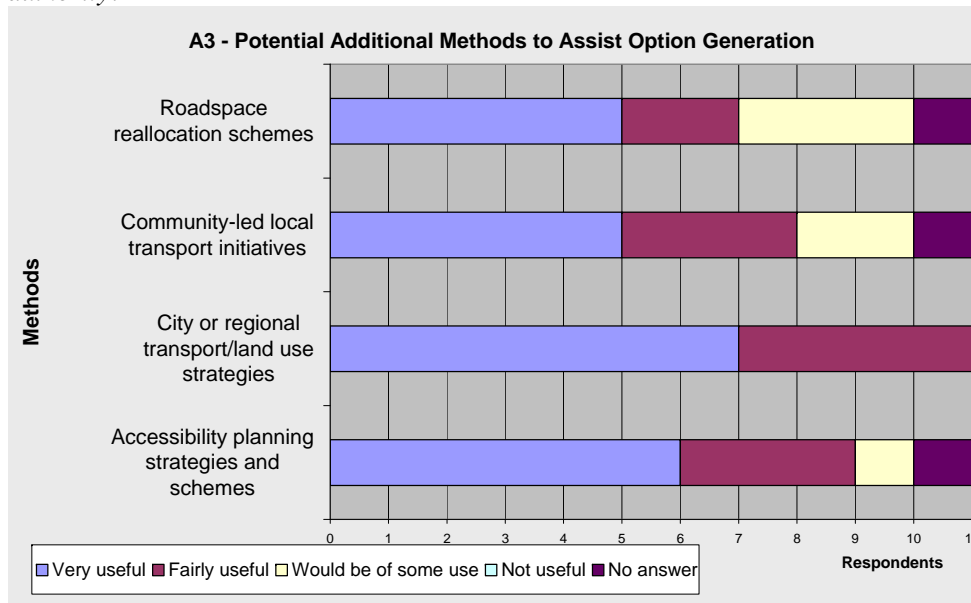 A3 - Potential Additional Methods to Assist Option Generation
Roadspace
reallocation schemes
Community-led local
transport initiatives
City or regional
transport/land use
strategies
Accessibility planning
strategies and
schemes
Methods
0 1 2 3 4 5 6 7 8 9 10 1
Respondents
Very useful Fairly useful Would be of some use Not useful No answer